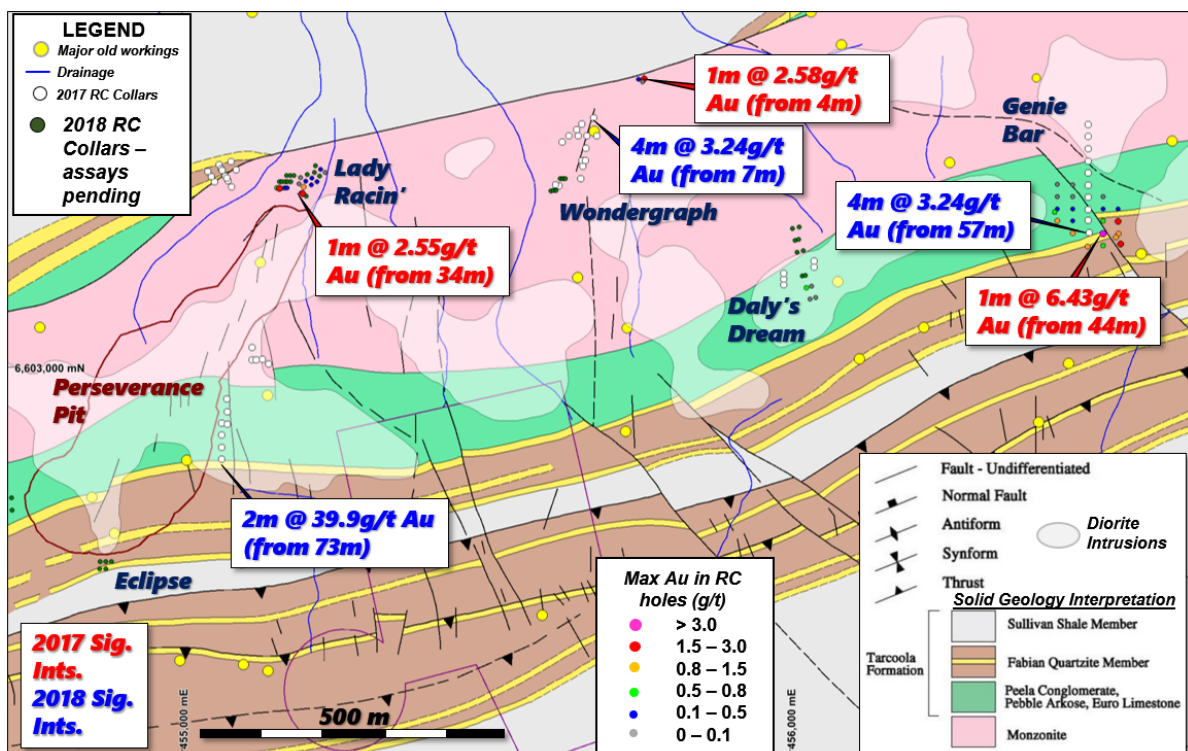 LEGEND
Major old workings
Drainage
2017 RC Collars
2018 RC
Collars –
assays
pending
1m @ 2.58g/t
Au (from 4m)
Genie
Bar
Lady
Racin'
4m @ 3.24g/t
Au (from 7m)
Wondergraph
4m @ 3.24g/t
Au (from 57m)
1m @ 2.55g/t
Au (from 34m)
1m @ 6.43g/t
Au (from 44m)
Daly's
Dream
6,603,000 mN
Perseverance
Pit
2m @ 39.9g/t Au
(from 73m)
Eclipse
2017 Sig.
Ints.
2018 Sig.
Ints.
455,000 mE
500 m
Max Au in RC
holes (g/t)
> 3.0
1.5 – 3.0
0.8 – 1.5
0.5 – 0.8
0.1 – 0.5
0 – 0.1
456,000 mE
Fault - Undifferentiated
Normal Fault
Antiform
Synform
Thrust
Diorite
Intrusions
Solid Geology Interpretation
Tarcoola
Formation
Sullivan Shale Member
Fabian Quartzite Member
Peela Conglomerate,
Pebble Arkose, Euro Limestone
Monzonite